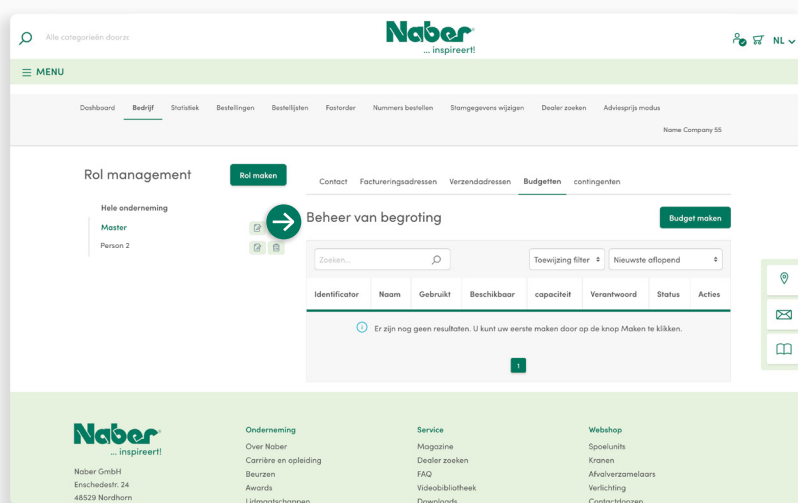 Alle categorieën doorzo
Naber
... inspireert!
NL
MENU
Dashboard Bedrijf Statistiek Bestellingen Bestellijsten Fastorder Nummers bestellen Stamgegevens wijzigen Dealer zoeken Adviesprijs modus
Name Company 55
Rol management
Rol maken
Hele onderneming
Master
Person 2
Contact Factureringsadressen Verzendadressen Budgetten contingenten
Beheer van begroting
Budget maken
Zoeken...
Toewijzing filter
Nieuwste aflopend
Identificator Naam Gebruikt Beschikbaar capaciteit Verantwoord Status Acties
Er zijn nog geen resultaten. U kunt uw eerste maken door op de knop Maken te klikken.
1
Naber
... inspireert!
Naber GmbH
Enschedestr. 24
48529 Nordhorn
Onderneming
Over Naber
Carrière en opleiding
Beurzen
Awards
Lidmaatschappen
Service
Magazine
Dealer zoeken
FAQ
Videobibliotheek
Downloads
Webshop
Spoelunits
Kranen
Afvalverzamelaars
Verlichting
Contactdoozen